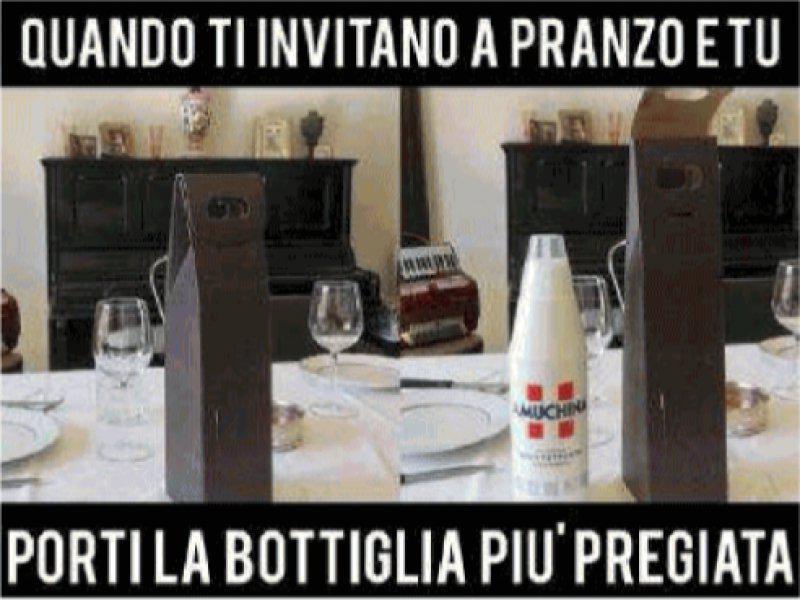 QUANDO TI INVITANO A PRANZO E TU
AMUCHINA
PORTI LA BOTTIGLIA PIU' PREGIATA